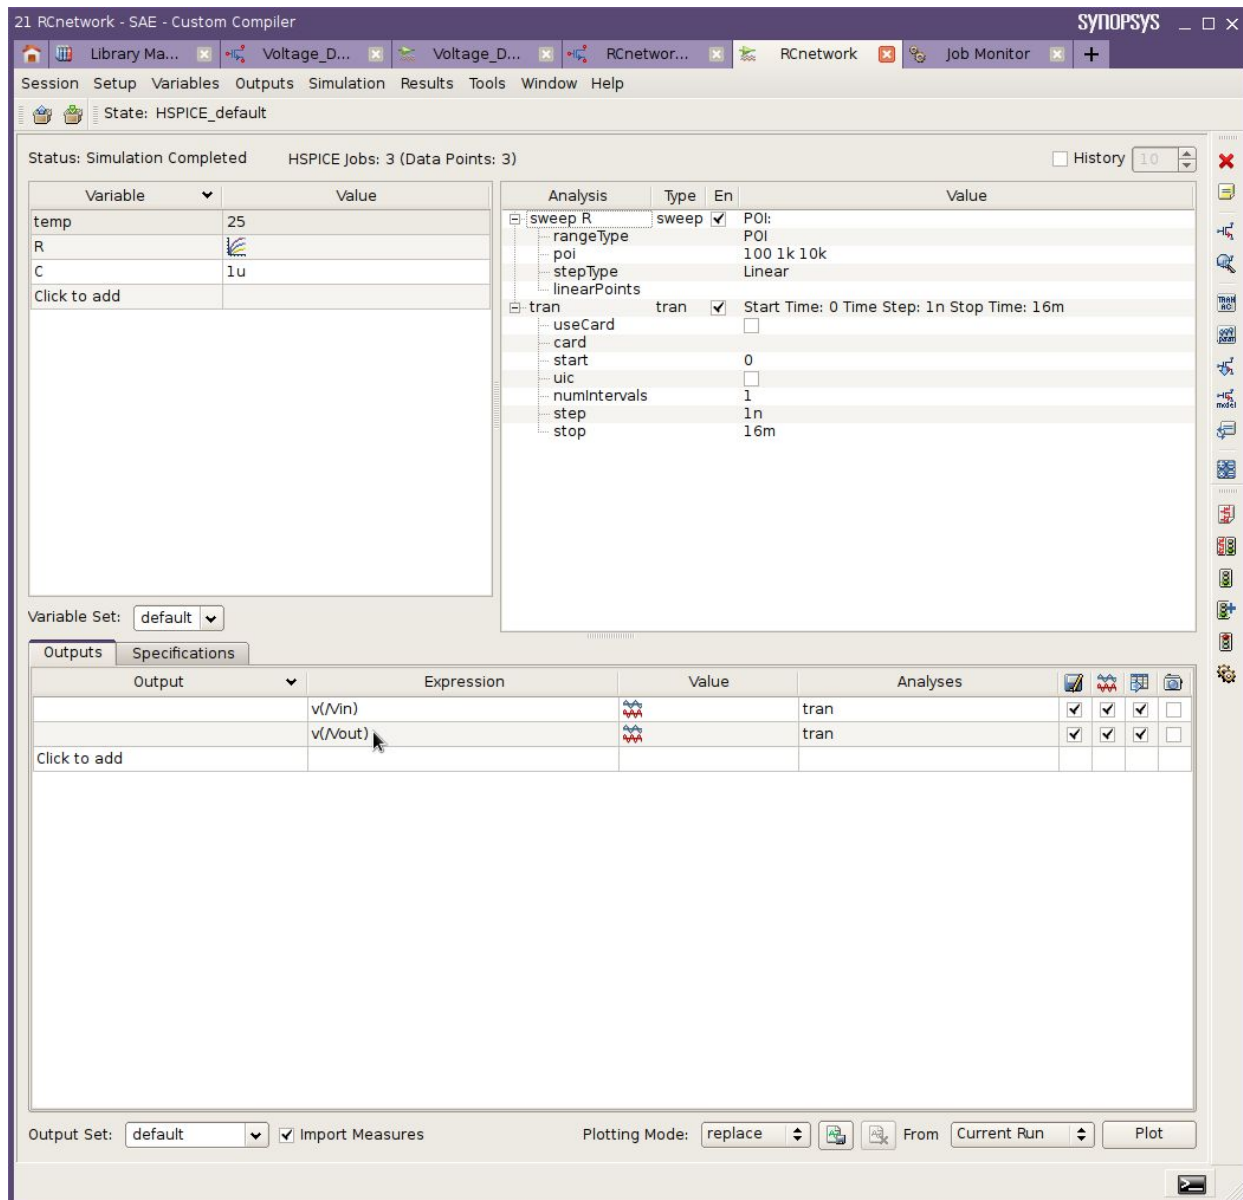 21 RCnetwork - SAE - Custom Compiler SYNOPSYS
Library Ma... Voltage_D... Voltage_D... RCnetwor... RCnetwork Job Monitor +
Session Setup Variables Outputs Simulation Results Tools Window Help
State: HSPICE_default
Status: Simulation Completed HSPICE Jobs: 3 (Data Points: 3) History 10
Variable Value
temp 25
R
C 1u
Click to add
Analysis Type En Value
sweep R sweep POI:
rangeType POI
poi 100 1k 10k
stepType Linear
linearPoints
tran tran Start Time: 0 Time Step: 1n Stop Time: 16m
useCard
card
start 0
uic
numIntervals 1
step 1n
stop 16m
TRAN
AC
param
model
Variable Set: default
Outputs Specifications
Output Expression Value Analyses
v(/Vin) tran
v(/Vout) tran
Click to add
Output Set: default Import Measures Plotting Mode: replace From Current Run Plot